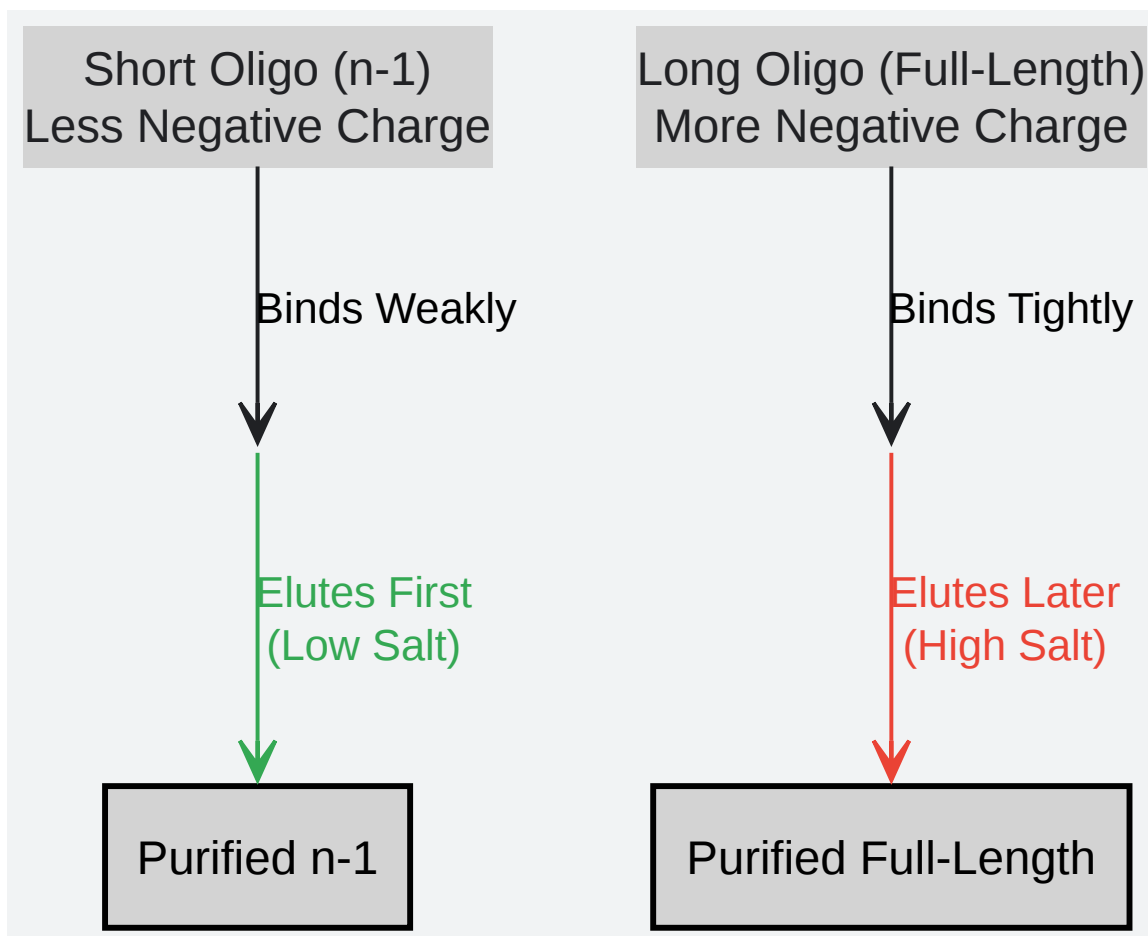 Short Oligo (n-1)
Less Negative Charge
Long Oligo (Full-Length)
More Negative Charge
Binds Weakly
Binds Tightly
Elutes First
(Low Salt)
Elutes Later
(High Salt)
Purified n-1
Purified Full-Length